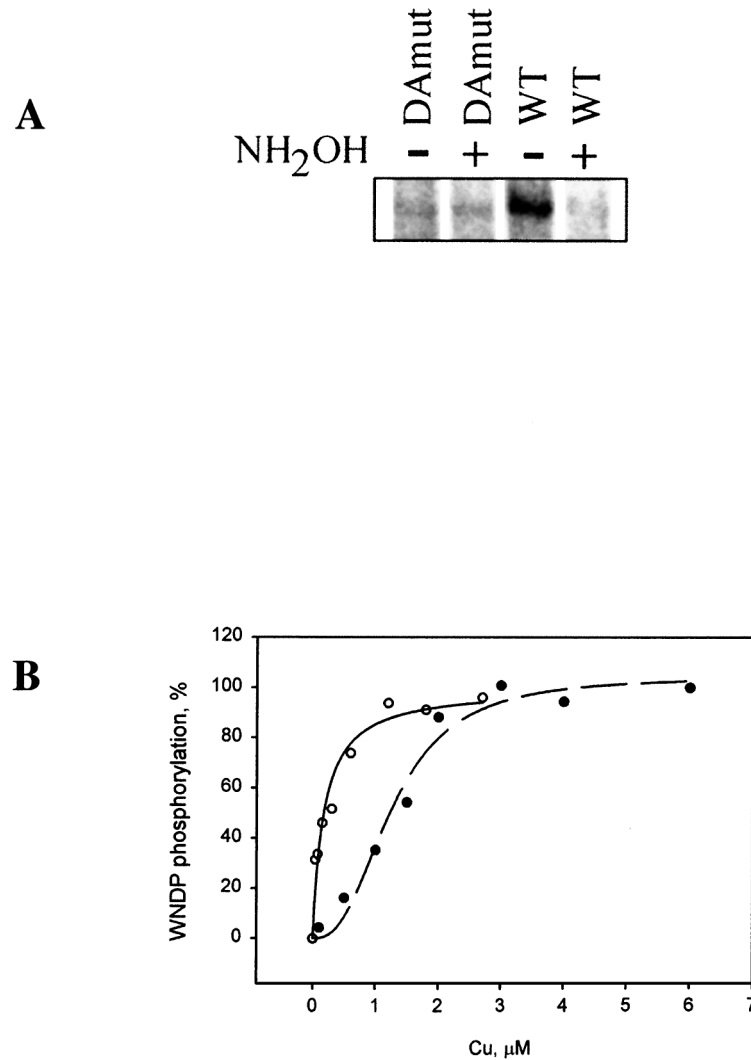 A
DAmut
DAmut
WT
WT
NH2OH - + - +
B
WNDP phosphorylation, %
120
100
80
60
40
20
0
0 1 2 3 4 5 6 7
Cu, μM